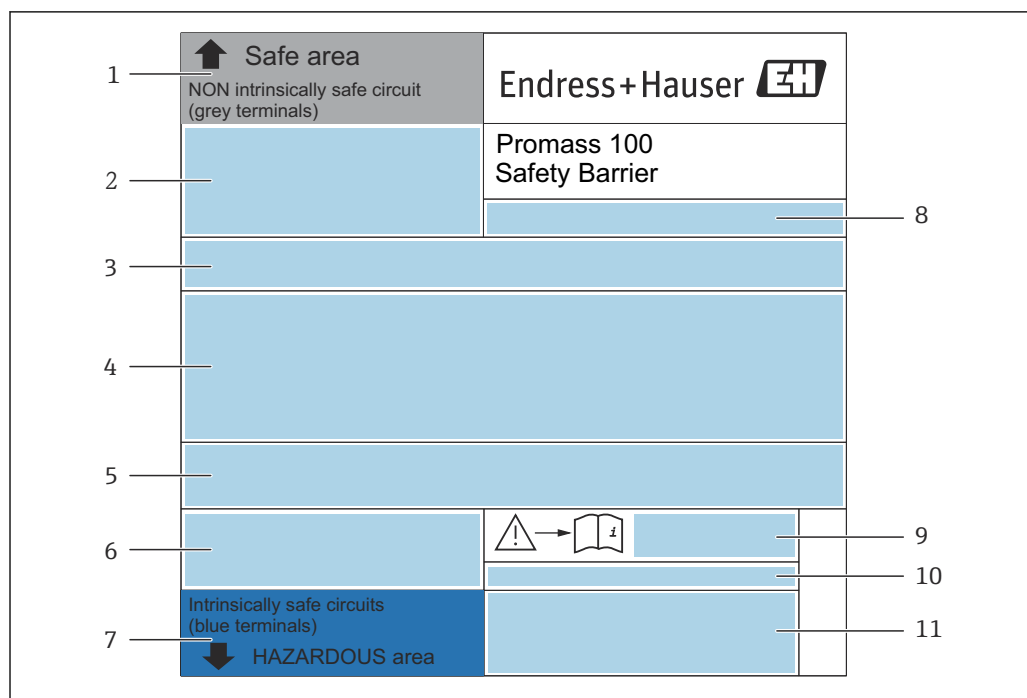 Safe area
NON intrinsically safe circuit
(grey terminals)
Endress+Hauser EH
Promass 100
Safety Barrier
1
2
3
4
5
6
7
8
9
10
11
i
Intrinsically safe circuits
(blue terminals)
HAZARDOUS area